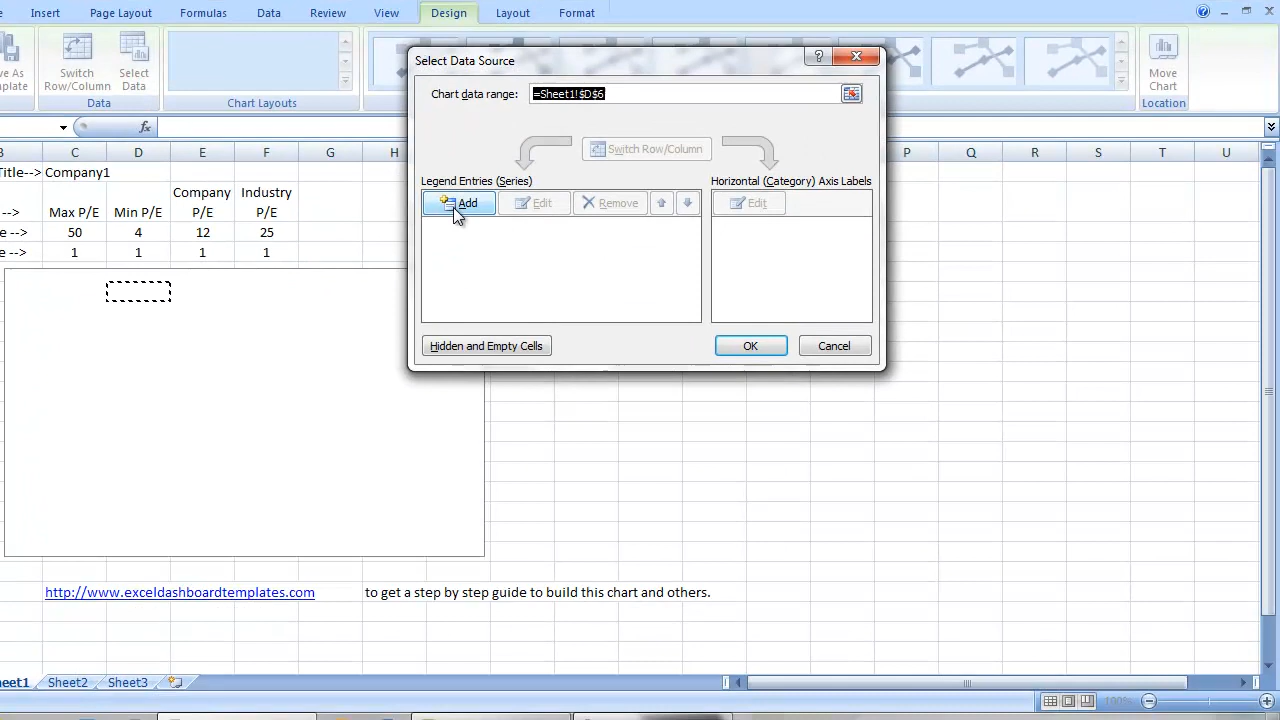 Insert Page Layout Formulas Data Review View Design Layout Format
Switch Row/Column
Select Data
Move Chart
Data Chart Layouts Location
Select Data Source
Chart data range: =Sheet1!$D$6
Switch Row/Column
Legend Entries (Series) Horizontal (Category) Axis Labels
Add Edit Remove Edit
Hidden and Empty Cells OK Cancel
C D E F G H P Q R S T U
Title--> Company1
--> Max P/E Min P/E Company P/E Industry P/E
e --> 50 4 12 25
e --> 1 1 1 1
http://www.exceldashboardtemplates.com to get a step by step guide to build this chart and others.
Sheet2 Sheet3
100%